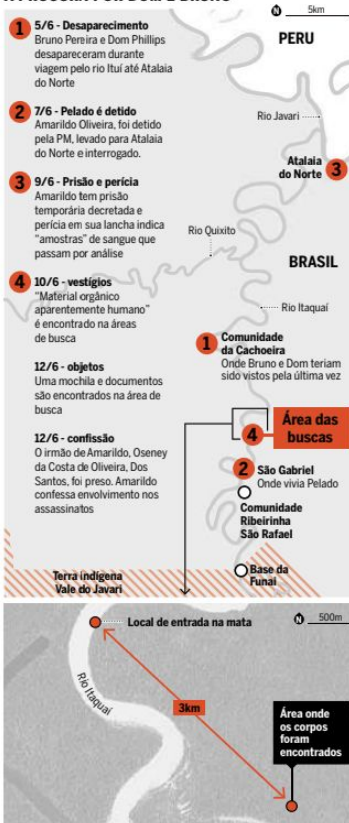 1 5/6 - Desaparecimento
Bruno Pereira e Dom Phillips
desapareceram durante
viagem pelo rio Ituí até Atalaia
do Norte
2 7/6 - Pelado é detido
Amarildo Oliveira, foi detido
pela PM, levado para Atalaia
do Norte e interrogado.
3 9/6 - Prisão e perícia
Amarildo tem prisão
temporária decretada e
perícia em sua lancha indica
"amostras" de sangue que
passam por análise
4 10/6 - vestígios
"Material orgânico
aparentemente humano"
é encontrado na áreas
de busca
12/6 - objetos
Uma mochila e documentos
são encontrados na área de
busca
12/6 - confissão
O irmão de Amarildo, Oseney
da Costa de Oliveira, Dos
Santos, foi preso. Amarildo
confessa envolvimento nos
assassinatos
5km
PERU
Rio Javari
Atalaia
do Norte 3
Rio Quixito
BRASIL
Rio Itaquaí
1 Comunidade
da Cachoeira
Onde Bruno e Dom teriam
sido vistos pela última vez
4 Área das
buscas
2 São Gabriel
Onde vivia Pelado
Comunidade
Ribeirinha
São Rafael
Base da
Funai
Terra indígena
Vale do Javari
Local de entrada na mata
500m
Rio Itaquaí
3km
Área onde
os corpos
foram
encontrados